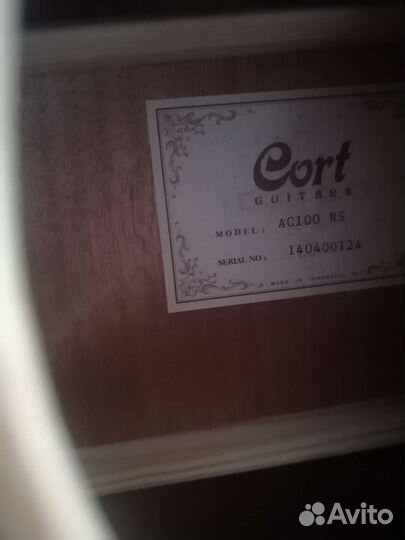 Cort
GUITARS
MODEL: AC100 NS
SERIAL NO: 140400124
MADE IN INDONESIA
Avito